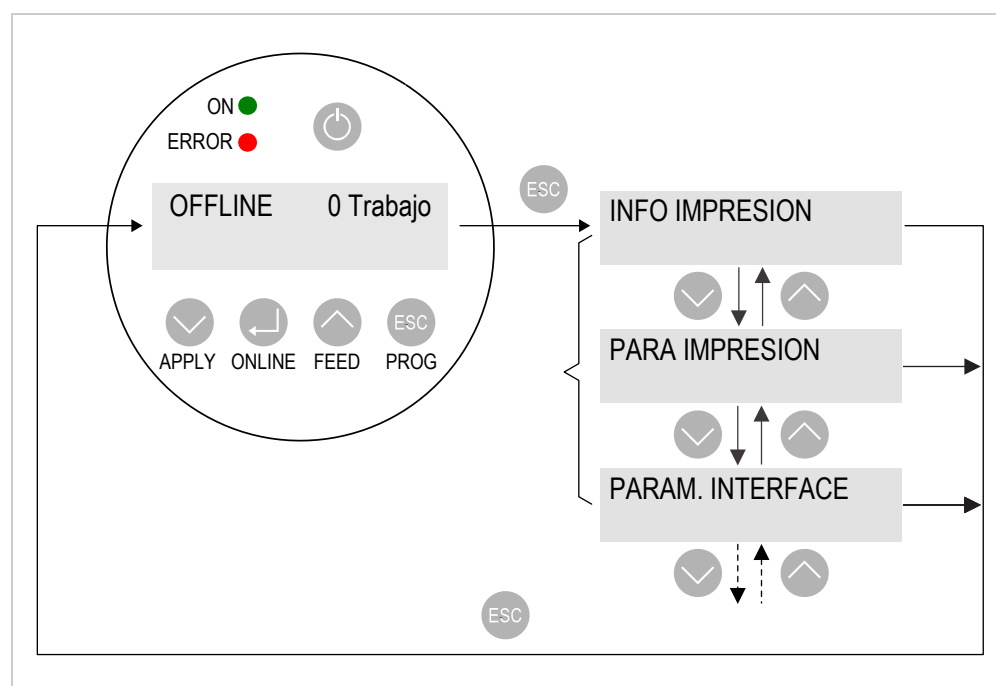 ON
ERROR
OFFLINE 0 Trabajo
ESC
APPLY ONLINE FEED PROG
ESC
INFO IMPRESION
PARA IMPRESION
PARAM. INTERFACE
ESC